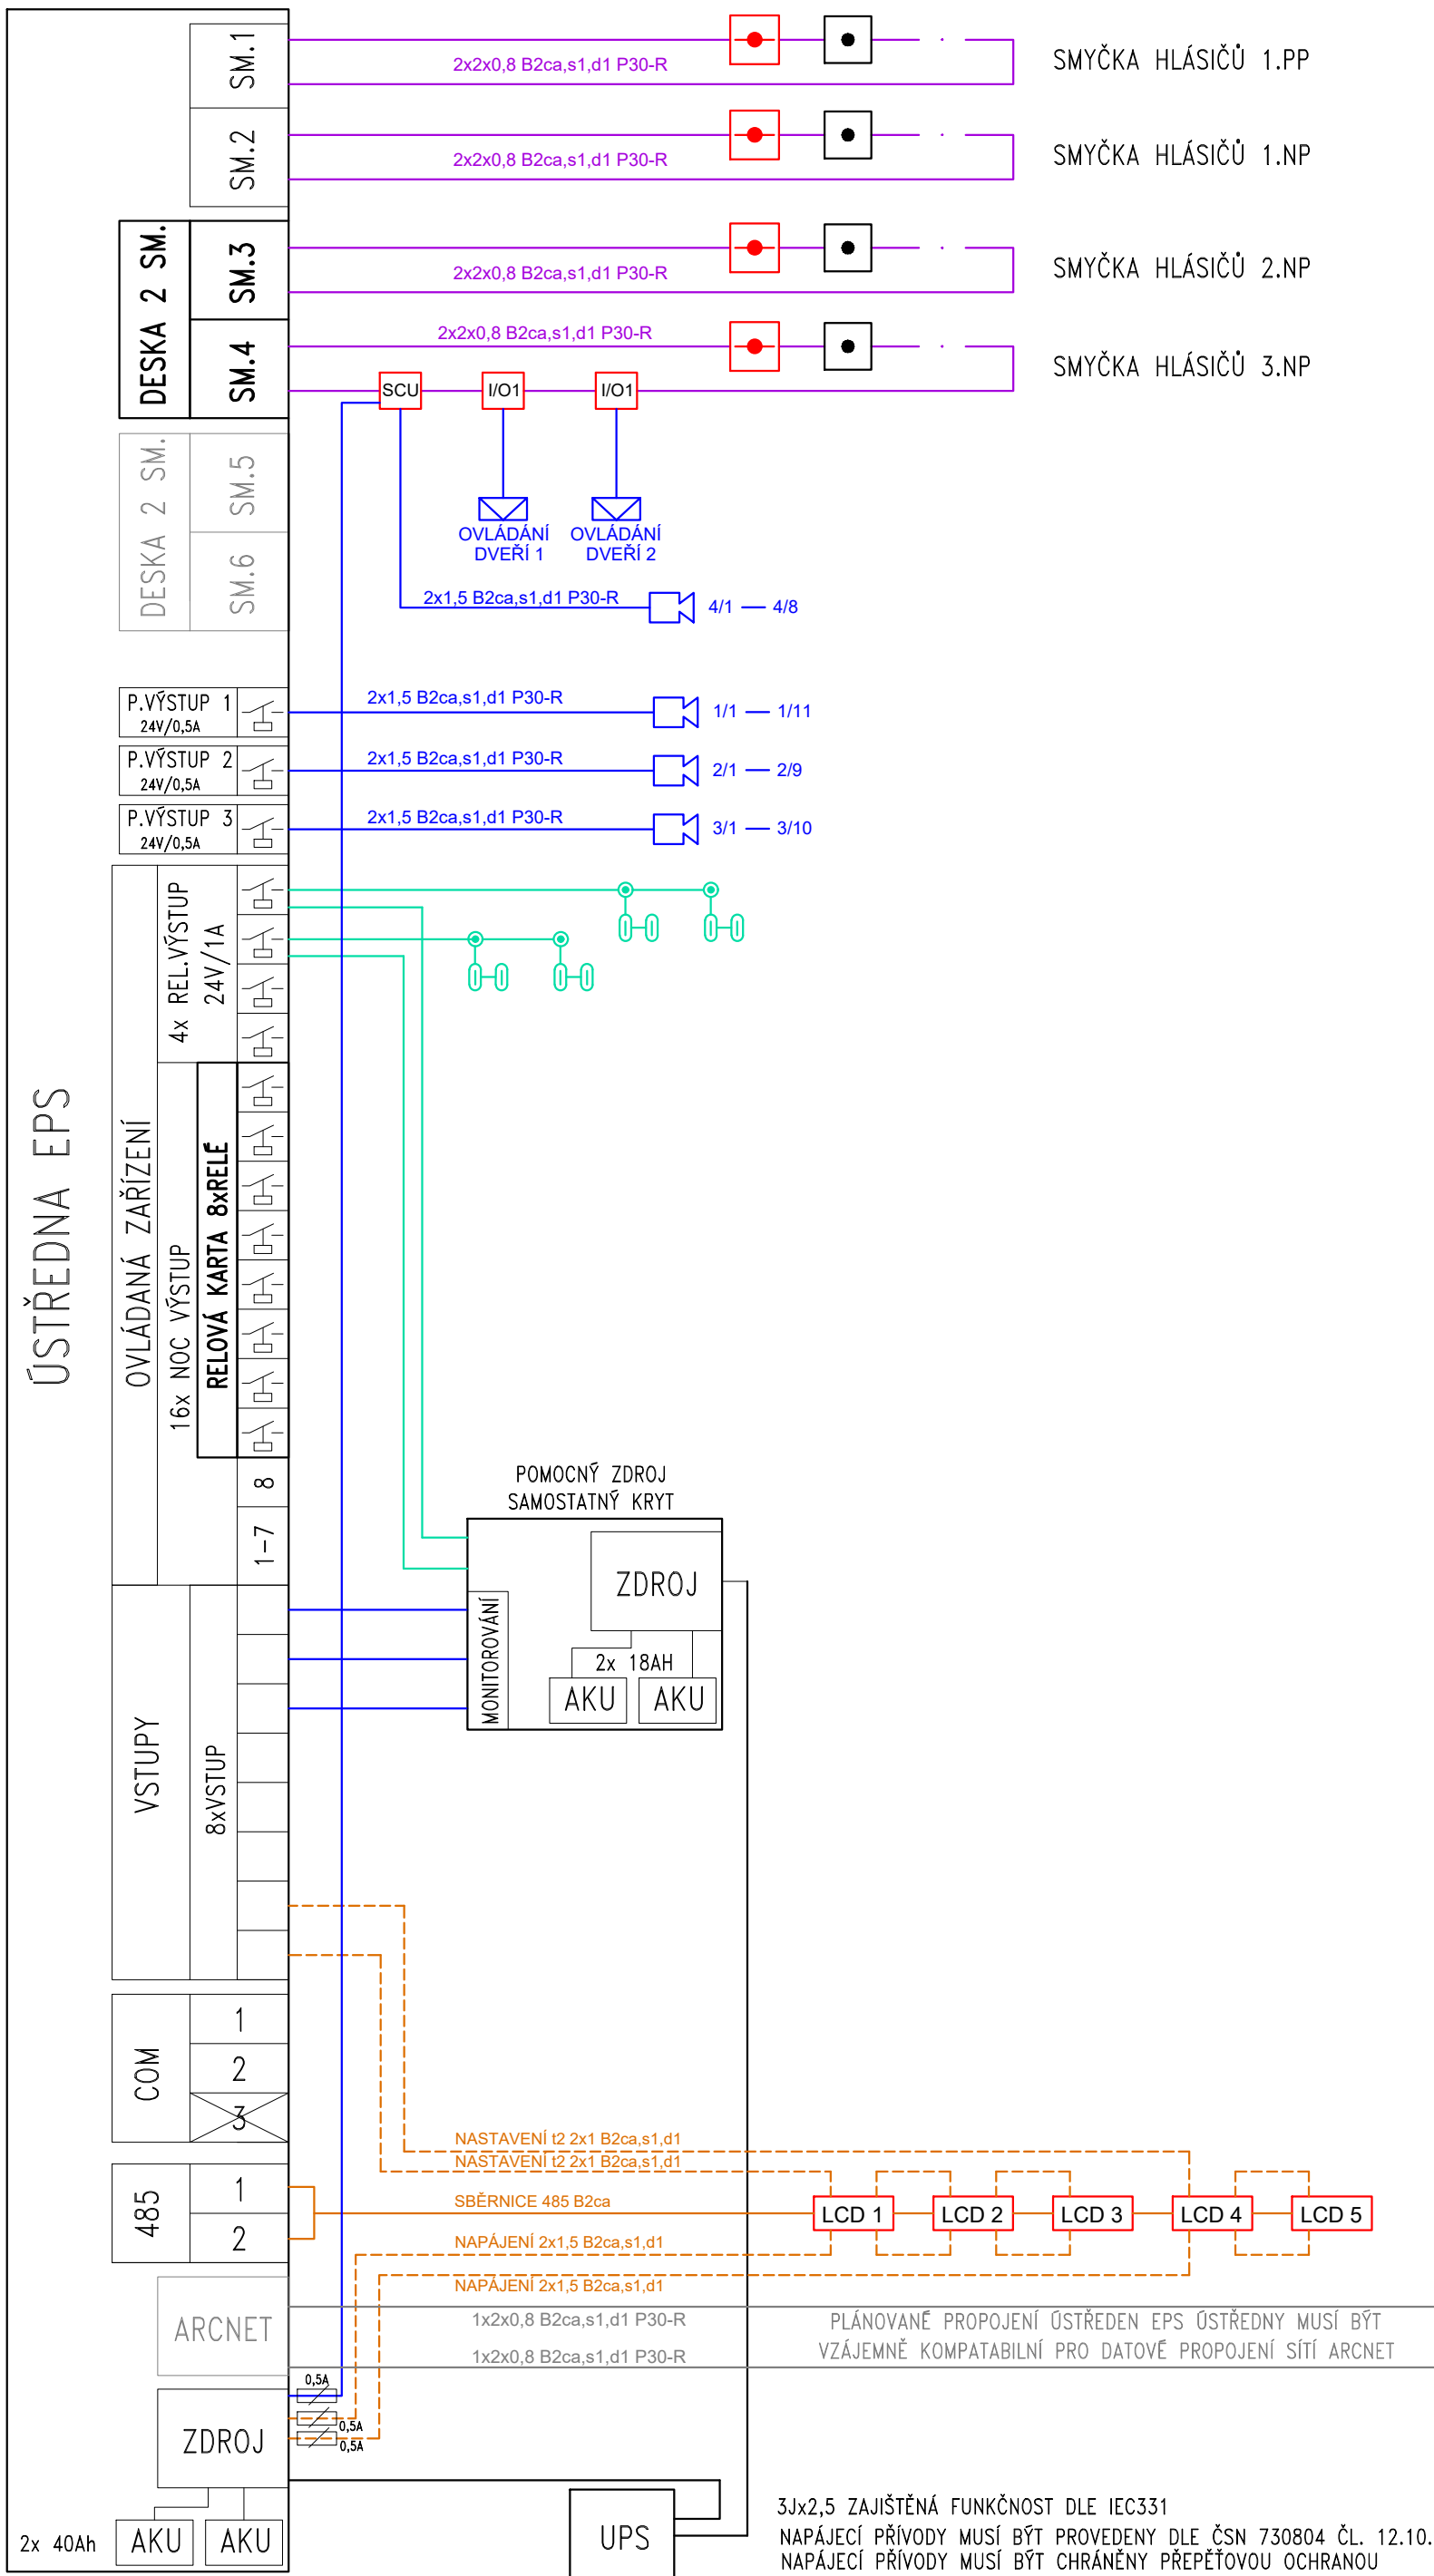 ÚSTŘEDNA EPS
SM.1
2x2x0,8 B2ca,s1,d1 P30-R
SMYČKA HLÁSIČŮ 1.PP
SM.2
2x2x0,8 B2ca,s1,d1 P30-R
SMYČKA HLÁSIČŮ 1.NP
DESKA 2 SM.
SM.3
2x2x0,8 B2ca,s1,d1 P30-R
SMYČKA HLÁSIČŮ 2.NP
SM.4
2x2x0,8 B2ca,s1,d1 P30-R
SMYČKA HLÁSIČŮ 3.NP
SCU
I/O1
I/O1
DESKA 2 SM.
SM.5
SM.6
OVLÁDÁNÍ
DVEŘÍ 1
OVLÁDÁNÍ
DVEŘÍ 2
2x1,5 B2ca,s1,d1 P30-R
4/1 — 4/8
P.VÝSTUP 1
24V/0,5A
2x1,5 B2ca,s1,d1 P30-R
1/1 — 1/11
P.VÝSTUP 2
24V/0,5A
2x1,5 B2ca,s1,d1 P30-R
2/1 — 2/9
P.VÝSTUP 3
24V/0,5A
2x1,5 B2ca,s1,d1 P30-R
3/1 — 3/10
OVLÁDANÁ ZAŘÍZENÍ
4x REL.VÝSTUP
24V/1A
16x NOC VÝSTUP
RELOVÁ KARTA 8xRELÉ
8
1-7
POMOCNÝ ZDROJ
SAMOSTATNÝ KRYT
ZDROJ
MONITOROVÁNÍ
2x 18AH
AKU
AKU
VSTUPY
8xVSTUP
COM
1
2
3
NASTAVENÍ t2 2x1 B2ca,s1,d1
NASTAVENÍ t2 2x1 B2ca,s1,d1
485
1
2
SBĚRNICE 485 B2ca
LCD 1
LCD 2
LCD 3
LCD 4
LCD 5
NAPÁJENÍ 2x1,5 B2ca,s1,d1
NAPÁJENÍ 2x1,5 B2ca,s1,d1
ARCNET
1x2x0,8 B2ca,s1,d1 P30-R
1x2x0,8 B2ca,s1,d1 P30-R
PLÁNOVANÉ PROPOJENÍ ÚSTŘEDEN EPS ÚSTŘEDNY MUSÍ BÝT
VZÁJEMNĚ KOMPATABILNÍ PRO DATOVÉ PROPOJENÍ SÍTÍ ARCNET
0,5A
0,5A
0,5A
ZDROJ
2x 40Ah
AKU
AKU
UPS
3Jx2,5 ZAJIŠTĚNÁ FUNKČNOST DLE IEC331
NAPÁJECÍ PŘÍVODY MUSÍ BÝT PROVEDENY DLE ČSN 730804 ČL. 12.10.
NAPÁJECÍ PŘÍVODY MUSÍ BÝT CHRÁNĚNY PŘEPĚŤOVOU OCHRANOU